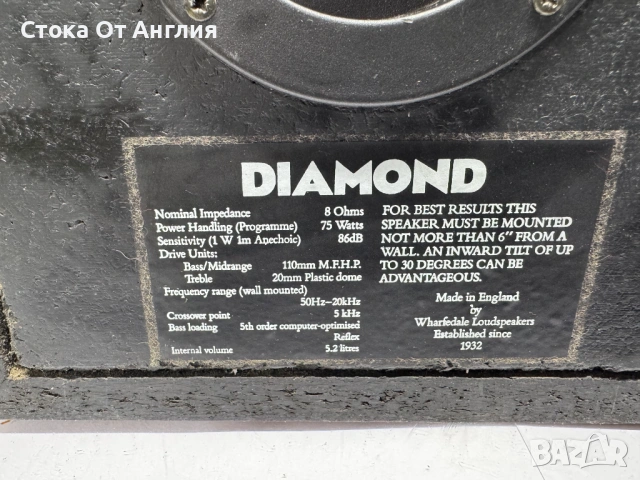 Стока От Англия
DIAMOND
Nominal Impedance 8 Ohms
Power Handling (Programme) 75 Watts
Sensitivity (1 W 1m Anechoic) 86dB
Drive Units:
Bass/Midrange 110mm M.F.H.P.
Treble 20mm Plastic dome
Frequency range (wall mounted)
50Hz-20kHz
Crossover point 5 kHz
Bass loading 5th order computer-optimised
Reflex
Internal volume 5.2 litres
FOR BEST RESULTS THIS
SPEAKER MUST BE MOUNTED
NOT MORE THAN 6" FROM A
WALL. AN INWARD TILT OF UP
TO 30 DEGREES CAN BE
ADVANTAGEOUS.
Made in England
by
Wharfedale Loudspeakers
Established since
1932
BAZAR